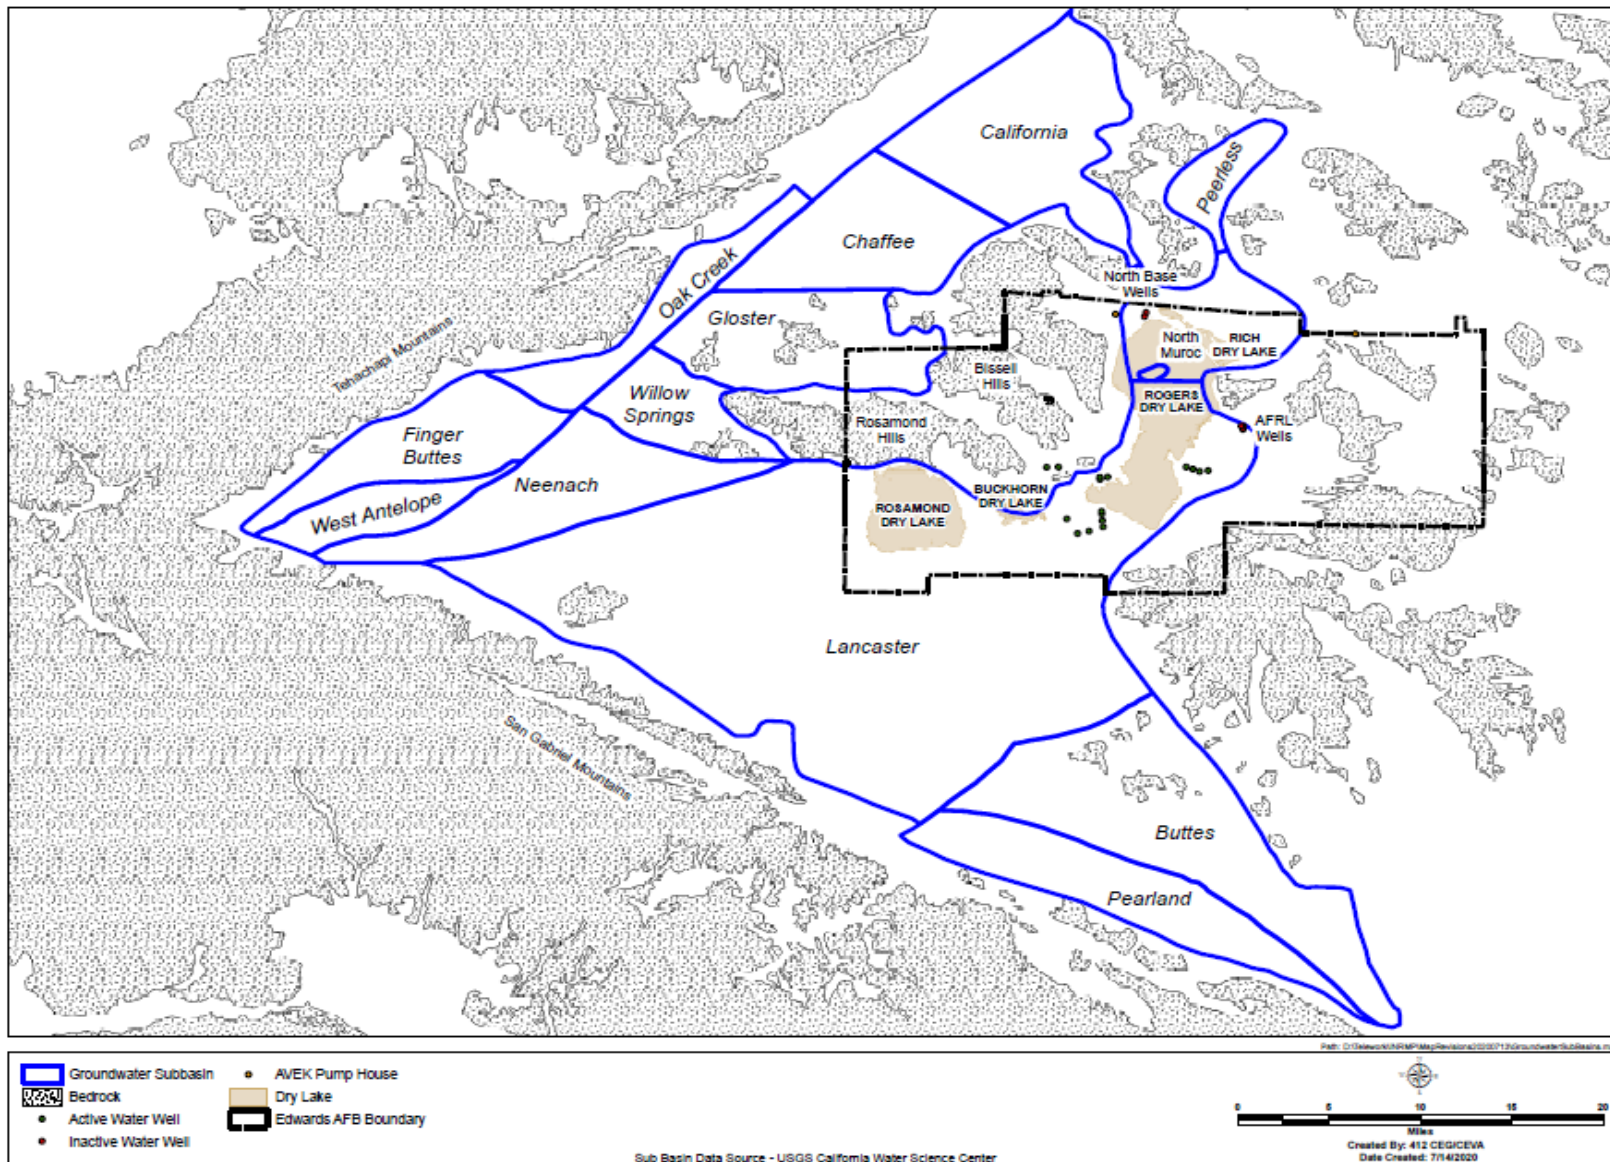 California
Peerless
Chaffee
Oak Creek
North Base
Wells
Gloster
North
Muroc
RICH
DRY LAKE
Tehachapi Mountains
Bissell
Hills
Willow
Springs
ROGERS
DRY LAKE
Rosamond
Hills
AFRL
Wells
Finger
Buttes
Neenach
West Antelope
BUCKHORN
DRY LAKE
ROSAMOND
DRY LAKE
Lancaster
San Gabriel Mountains
Buttes
Pearland
Groundwater Subbasin
Bedrock
Active Water Well
Inactive Water Well
AVEK Pump House
Dry Lake
Edwards AFB Boundary
Sub Basin Data Source - USGS California Water Science Center
0 5 10 15 20
Miles
Created By: 412 CEG/CEVA
Date Created: 7/14/2020